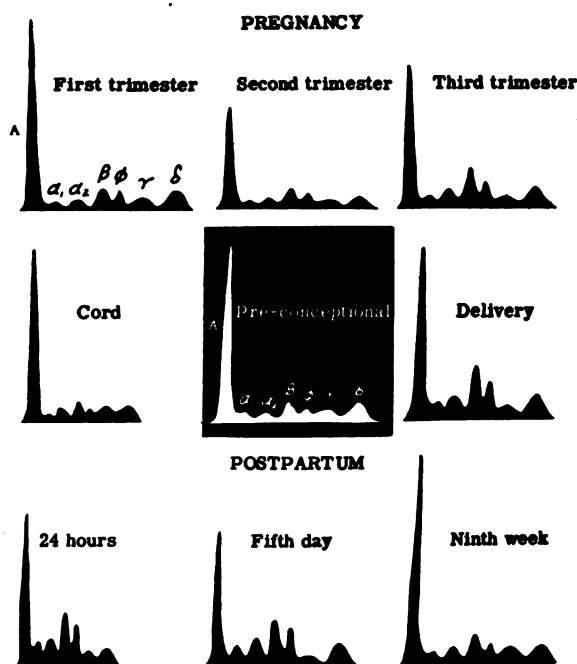 PREGNANCY
First trimester
Second trimester
Third trimester
A
α₁ α₂ β ϕ γ δ
Cord
Pre-conceptional
Delivery
A
α α₁ β ϕ δ
POSTPARTUM
24 hours
Fifth day
Ninth week